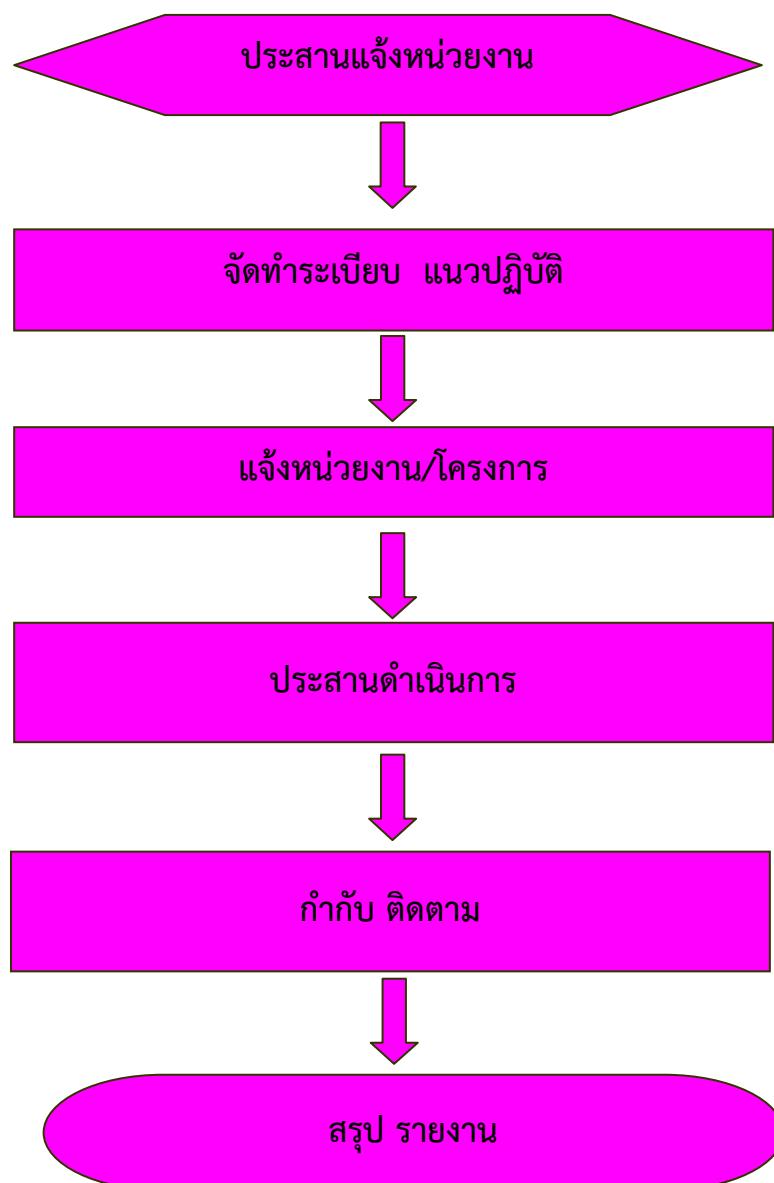 ประสานแจ้งหน่วยงาน
จัดทำระเบียบ  แนวปฏิบัติ
แจ้งหน่วยงาน/โครงการ
ประสานดำเนินการ
กำกับ ติดตาม
สรุป รายงาน